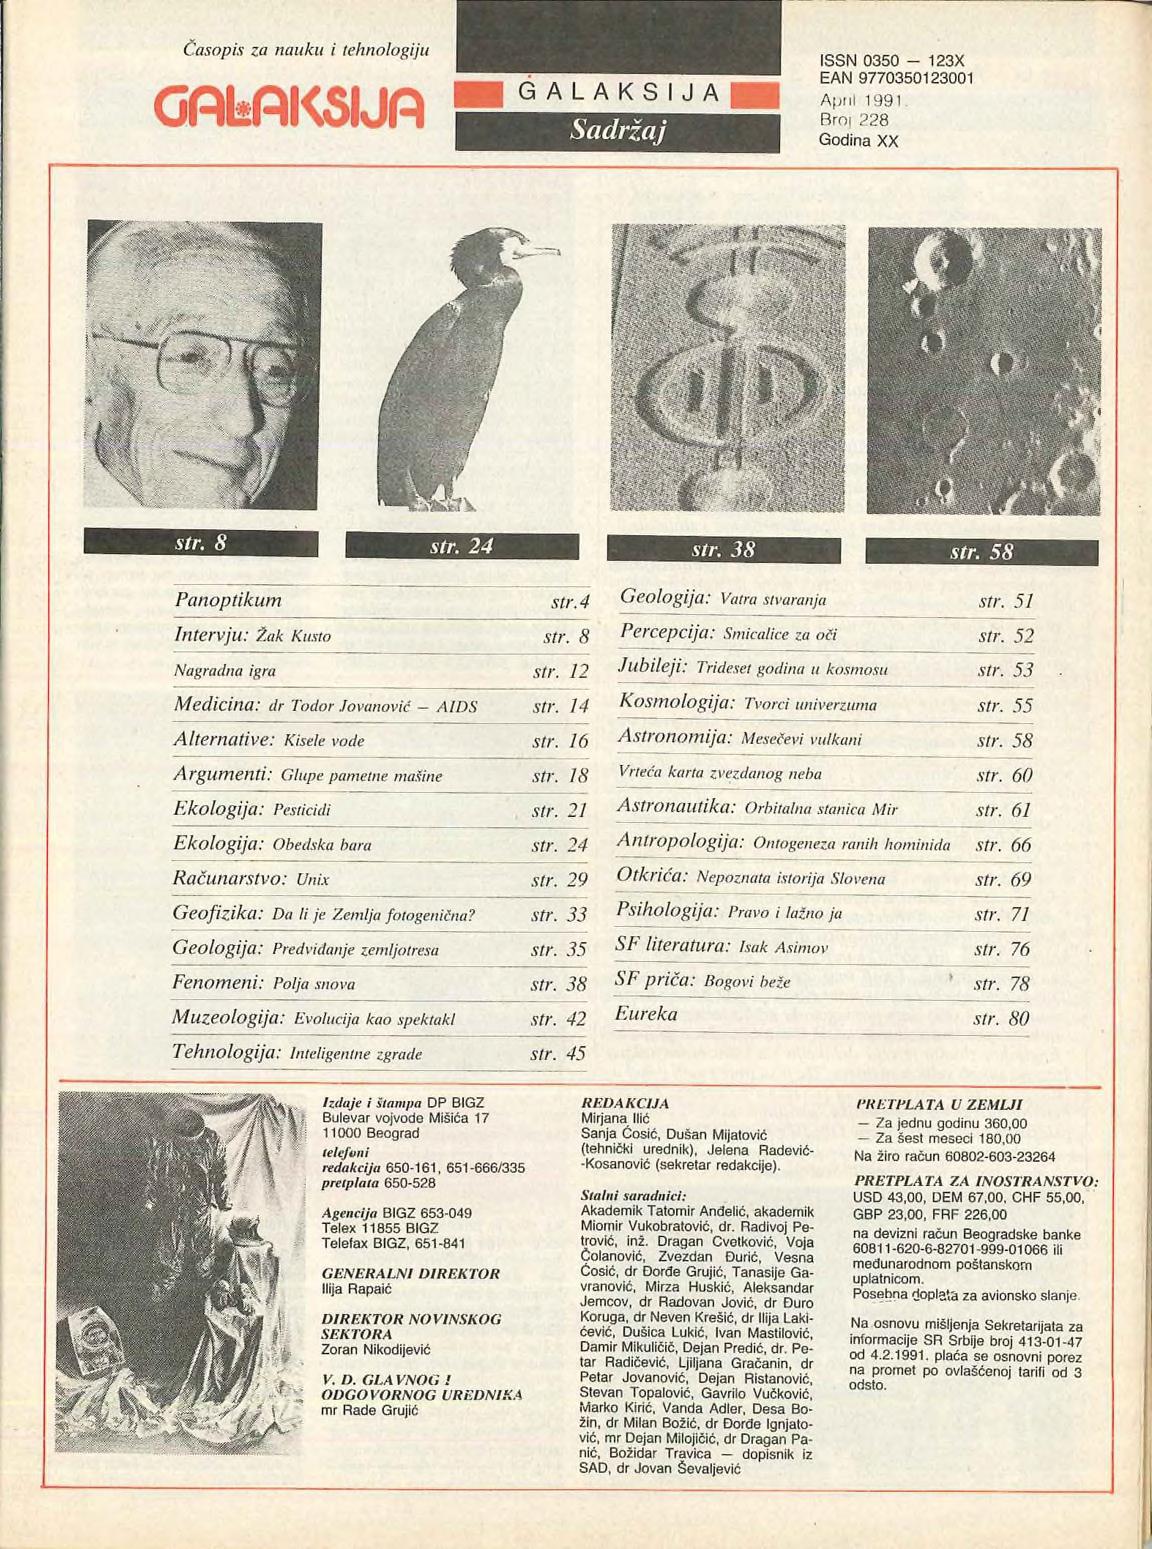 Časopis za nauku i tehnologiju
GALAKSIJA
GALAKSIJA
Sadržaj
ISSN 0350 — 123X
EAN 9770350123001
April 1991.
Broj 228
Godina XX
str. 8
str. 24
str. 38
str. 58
Panoptikum str.4
Intervju: Žak Kusto str. 8
Nagradna igra str. 12
Medicina: dr Todor Jovanović — AIDS str. 14
Alternative: Kisele vode str. 16
Argumenti: Glupe pametne mašine str. 18
Ekologija: Pesticidi str. 21
Ekologija: Obedska bara str. 24
Računarstvo: Unix str. 29
Geofizika: Da li je Zemlja fotogenična? str. 33
Geologija: Predviđanje zemljotresa str. 35
Fenomeni: Polja snova str. 38
Muzeologija: Evolucija kao spektakl str. 42
Tehnologija: Inteligentne zgrade str. 45
Geologija: Vatra stvaranja str. 51
Percepcija: Smicalice za oči str. 52
Jubileji: Trideset godina u kosmosu str. 53
Kosmologija: Tvorci univerzuma str. 55
Astronomija: Mesečevi vulkani str. 58
Vrteća karta zvezdanog neba str. 60
Astronautika: Orbitalna stanica Mir str. 61
Antropologija: Ontogeneza ranih hominida str. 66
Otkrića: Nepoznata istorija Slovena str. 69
Psihologija: Pravo i lažno ja str. 71
SF literatura: Isak Asimov str. 76
SF priča: Bogovi beže str. 78
Eureka str. 80
Izdaje i štampa DP BIGZ
Bulevar vojvode Mišića 17
11000 Beograd
telefoni
redakcija 650-161, 651-666/335
pretplata 650-528
Agencija BIGZ 653-049
Telex 11855 BIGZ
Telefax BIGZ, 651-841
GENERALNI DIREKTOR
Ilija Rapaić
DIREKTOR NOVINSKOG
SEKTORA
Zoran Nikodijević
V. D. GLAVNOG I
ODGOVORNOG UREDNIKA
mr Rade Grujić
REDAKCIJA
Mirjana Ilić
Sanja Ćosić, Dušan Mijatović
(tehnički urednik), Jelena Radević-
-Kosanović (sekretar redakcije).
Stalni saradnici:
Akademik Tatomir Anđelić, akademik
Miomir Vukobratović, dr. Radivoj Pe-
trović, inž. Dragan Cvetković, Voja
Čolanović, Zvezdan Đurić, Vesna
Ćosić, dr Đorđe Grujić, Tanasije Ga-
vranović, Mirza Huskić, Aleksandar
Jemcov, dr Radovan Jović, dr Đuro
Koruga, dr Neven Krešić, dr Ilija Laki-
ćević, Dušica Lukić, Ivan Mastilović,
Damir Mikuličić, Dejan Predić, dr. Pe-
tar Radičević, Ljiljana Gračanin, dr
Petar Jovanović, Dejan Ristanović,
Stevan Topalović, Gavrilo Vučković,
Marko Kirić, Vanda Adler, Desa Bo-
žin, dr Milan Božić, dr Đorđe Ignjato-
vić, mr Dejan Milojičić, dr Dragan Pa-
nić, Božidar Travica — dopisnik iz
SAD, dr Jovan Ševaljević
PRETPLATA U ZEMLJI
— Za jednu godinu 360,00
— Za šest meseci 180,00
Na žiro račun 60802-603-23264
PRETPLATA ZA INOSTRANSTVO:
USD 43,00, DEM 67,00, CHF 55,00,
GBP 23,00, FRF 226,00
na devizni račun Beogradske banke
60811-620-6-82701-999-01066 ili
međunarodnom poštanskom
uplatnicom.
Posebna doplata za avionsko slanje.
Na osnovu mišljenja Sekretarijata za
informacije SR Srbije broj 413-01-47
od 4.2.1991. plaća se osnovni porez
na promet po ovlašćenoj tarifi od 3
odsto.